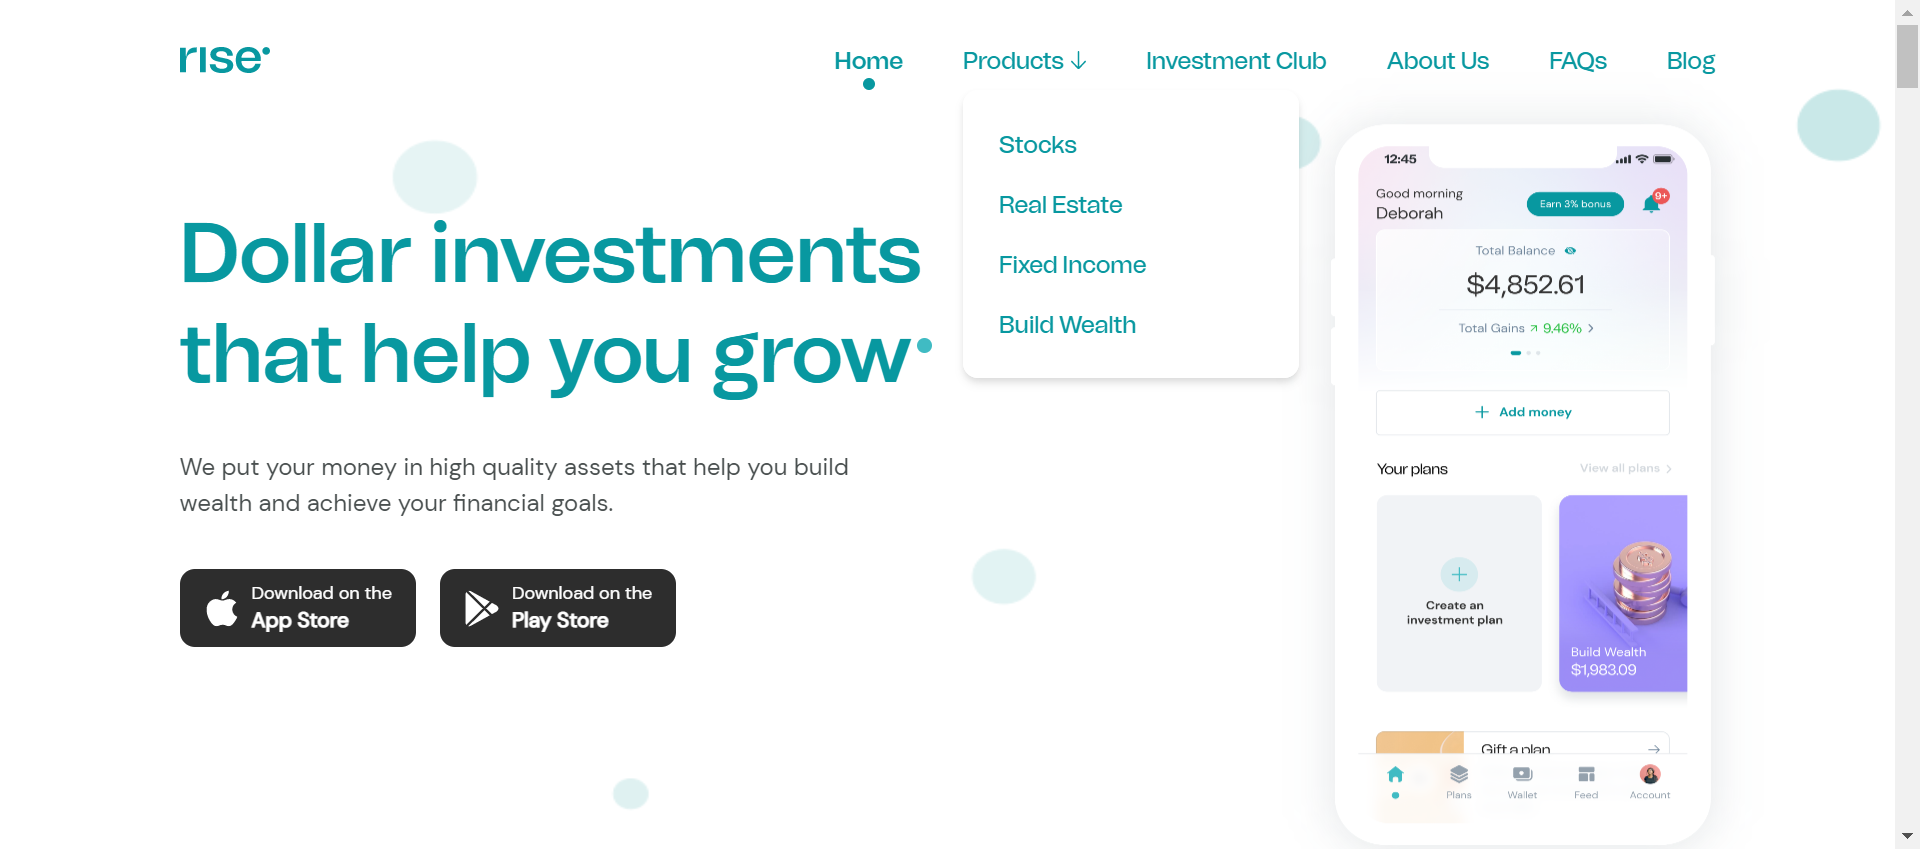 rise
Home
Products ↓
Investment Club
About Us
FAQs
Blog
Stocks
Real Estate
Fixed Income
Build Wealth
Dollar investments
that help you grow
We put your money in high quality assets that help you build
wealth and achieve your financial goals.
Download on the
App Store
Download on the
Play Store
12:45
Good morning
Deborah
Earn 3% bonus
9+
Total Balance
$4,852.61
Total Gains 9.46%
+ Add money
Your plans
View all plans
Create an
investment plan
Build Wealth
$1,983.09
Gift a plan
Plans
Wallet
Feed
Account